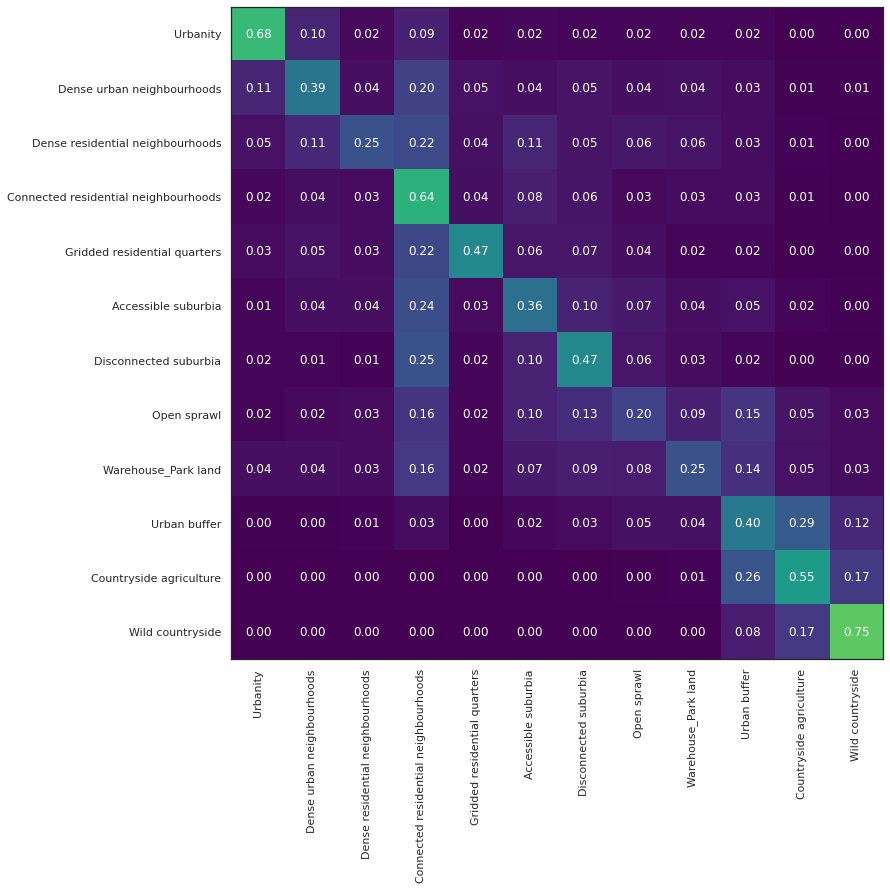 Urbanity 0.68 0.10 0.02 0.09 0.02 0.02 0.02 0.02 0.02 0.02 0.00 0.00
Dense urban neighbourhoods 0.11 0.39 0.04 0.20 0.05 0.04 0.05 0.04 0.04 0.03 0.01 0.01
Dense residential neighbourhoods 0.05 0.11 0.25 0.22 0.04 0.11 0.05 0.06 0.06 0.03 0.01 0.00
Connected residential neighbourhoods 0.02 0.04 0.03 0.64 0.04 0.08 0.06 0.03 0.03 0.03 0.01 0.00
Gridded residential quarters 0.03 0.05 0.03 0.22 0.47 0.06 0.07 0.04 0.02 0.02 0.00 0.00
Accessible suburbia 0.01 0.04 0.04 0.24 0.03 0.36 0.10 0.07 0.04 0.05 0.02 0.00
Disconnected suburbia 0.02 0.01 0.01 0.25 0.02 0.10 0.47 0.06 0.03 0.02 0.00 0.00
Open sprawl 0.02 0.02 0.03 0.16 0.02 0.10 0.13 0.20 0.09 0.15 0.05 0.03
Warehouse_Park land 0.04 0.04 0.03 0.16 0.02 0.07 0.09 0.08 0.25 0.14 0.05 0.03
Urban buffer 0.00 0.00 0.01 0.03 0.00 0.02 0.03 0.05 0.04 0.40 0.29 0.12
Countryside agriculture 0.00 0.00 0.00 0.00 0.00 0.00 0.00 0.00 0.01 0.26 0.55 0.17
Wild countryside 0.00 0.00 0.00 0.00 0.00 0.00 0.00 0.00 0.00 0.08 0.17 0.75
Urbanity
Dense urban neighbourhoods
Dense residential neighbourhoods
Connected residential neighbourhoods
Gridded residential quarters
Accessible suburbia
Disconnected suburbia
Open sprawl
Warehouse_Park land
Urban buffer
Countryside agriculture
Wild countryside